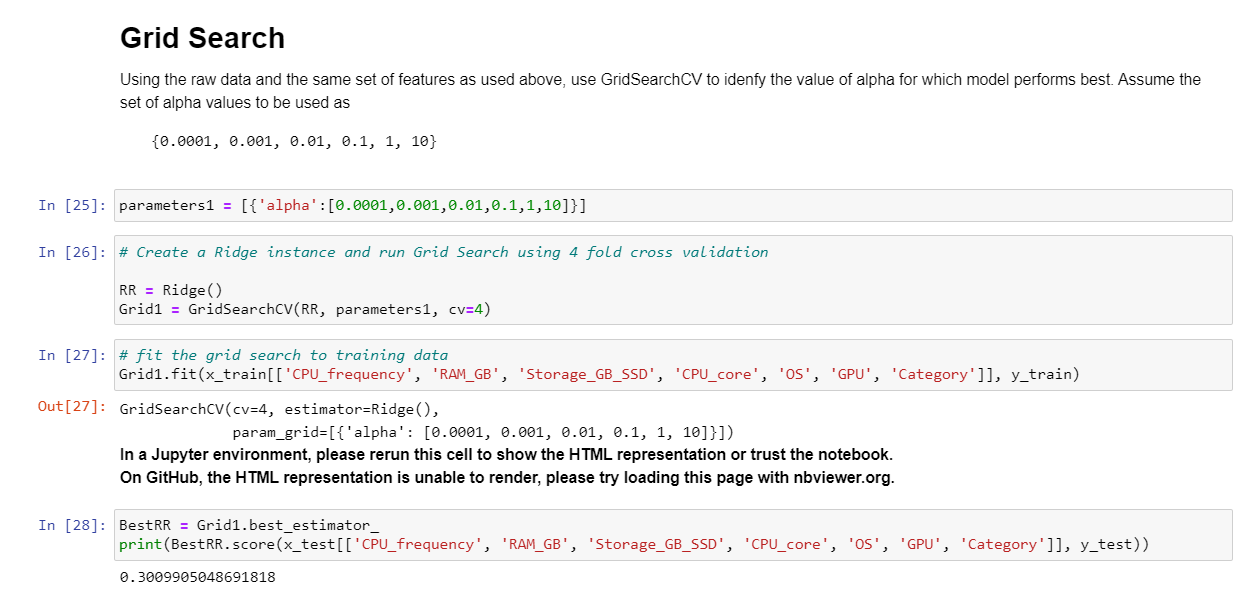 Grid Search
Using the raw data and the same set of features as used above, use GridSearchCV to idenfy the value of alpha for which model performs best. Assume the
set of alpha values to be used as
{0.0001, 0.001, 0.01, 0.1, 1, 10}
In [25]: parameters1 = [{'alpha':[0.0001,0.001,0.01,0.1,1,10]}]
In [26]: # Create a Ridge instance and run Grid Search using 4 fold cross validation
RR = Ridge()
Grid1 = GridSearchCV(RR, parameters1, cv=4)
In [27]: # fit the grid search to training data
Grid1.fit(x_train[['CPU_frequency', 'RAM_GB', 'Storage_GB_SSD', 'CPU_core', 'OS', 'GPU', 'Category']], y_train)
Out[27]: GridSearchCV(cv=4, estimator=Ridge(),
param_grid=[{'alpha': [0.0001, 0.001, 0.01, 0.1, 1, 10]}])
In a Jupyter environment, please rerun this cell to show the HTML representation or trust the notebook.
On GitHub, the HTML representation is unable to render, please try loading this page with nbviewer.org.
In [28]: BestRR = Grid1.best_estimator_
print(BestRR.score(x_test[['CPU_frequency', 'RAM_GB', 'Storage_GB_SSD', 'CPU_core', 'OS', 'GPU', 'Category']], y_test))
0.3009905048691818